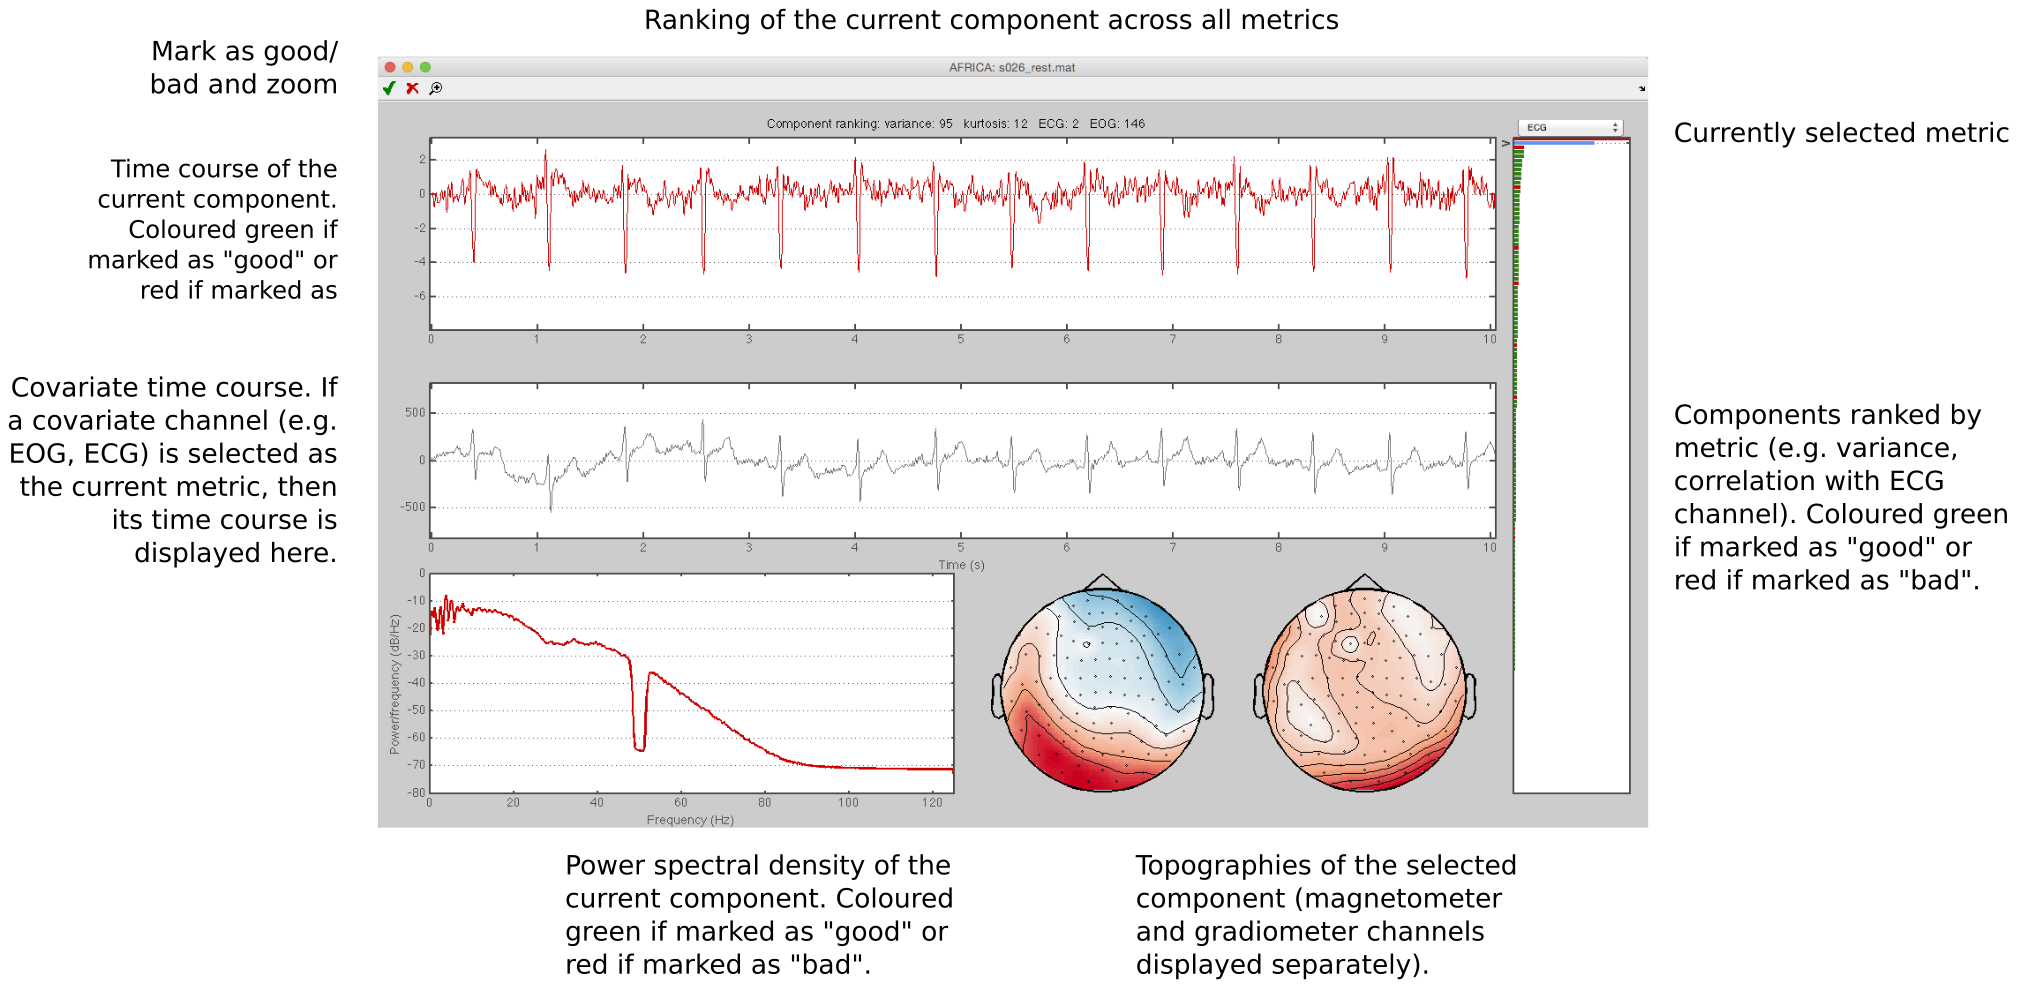 Ranking of the current component across all metrics
Mark as good/
bad and zoom
AFRICA: s026_rest.mat
Component ranking: variance: 95 kurtosis: 12 ECG: 2 EOG: 146
ECG
Currently selected metric
Time course of the
current component.
Coloured green if
marked as "good" or
red if marked as
2
0
-2
-4
-6
0 1 2 3 4 5 6 7 8 9 10
V
Covariate time course. If
a covariate channel (e.g.
EOG, ECG) is selected as
the current metric, then
its time course is
displayed here.
500
0
-500
0 1 2 3 4 5 6 7 8 9 10
Time (s)
Components ranked by
metric (e.g. variance,
correlation with ECG
channel). Coloured green
if marked as "good" or
red if marked as "bad".
0
-10
-20
-30
-40
-50
-60
-70
-80
Power/frequency (dB/Hz)
0 20 40 60 80 100 120
Frequency (Hz)
Power spectral density of the
current component. Coloured
green if marked as "good" or
red if marked as "bad".
Topographies of the selected
component (magnetometer
and gradiometer channels
displayed separately).